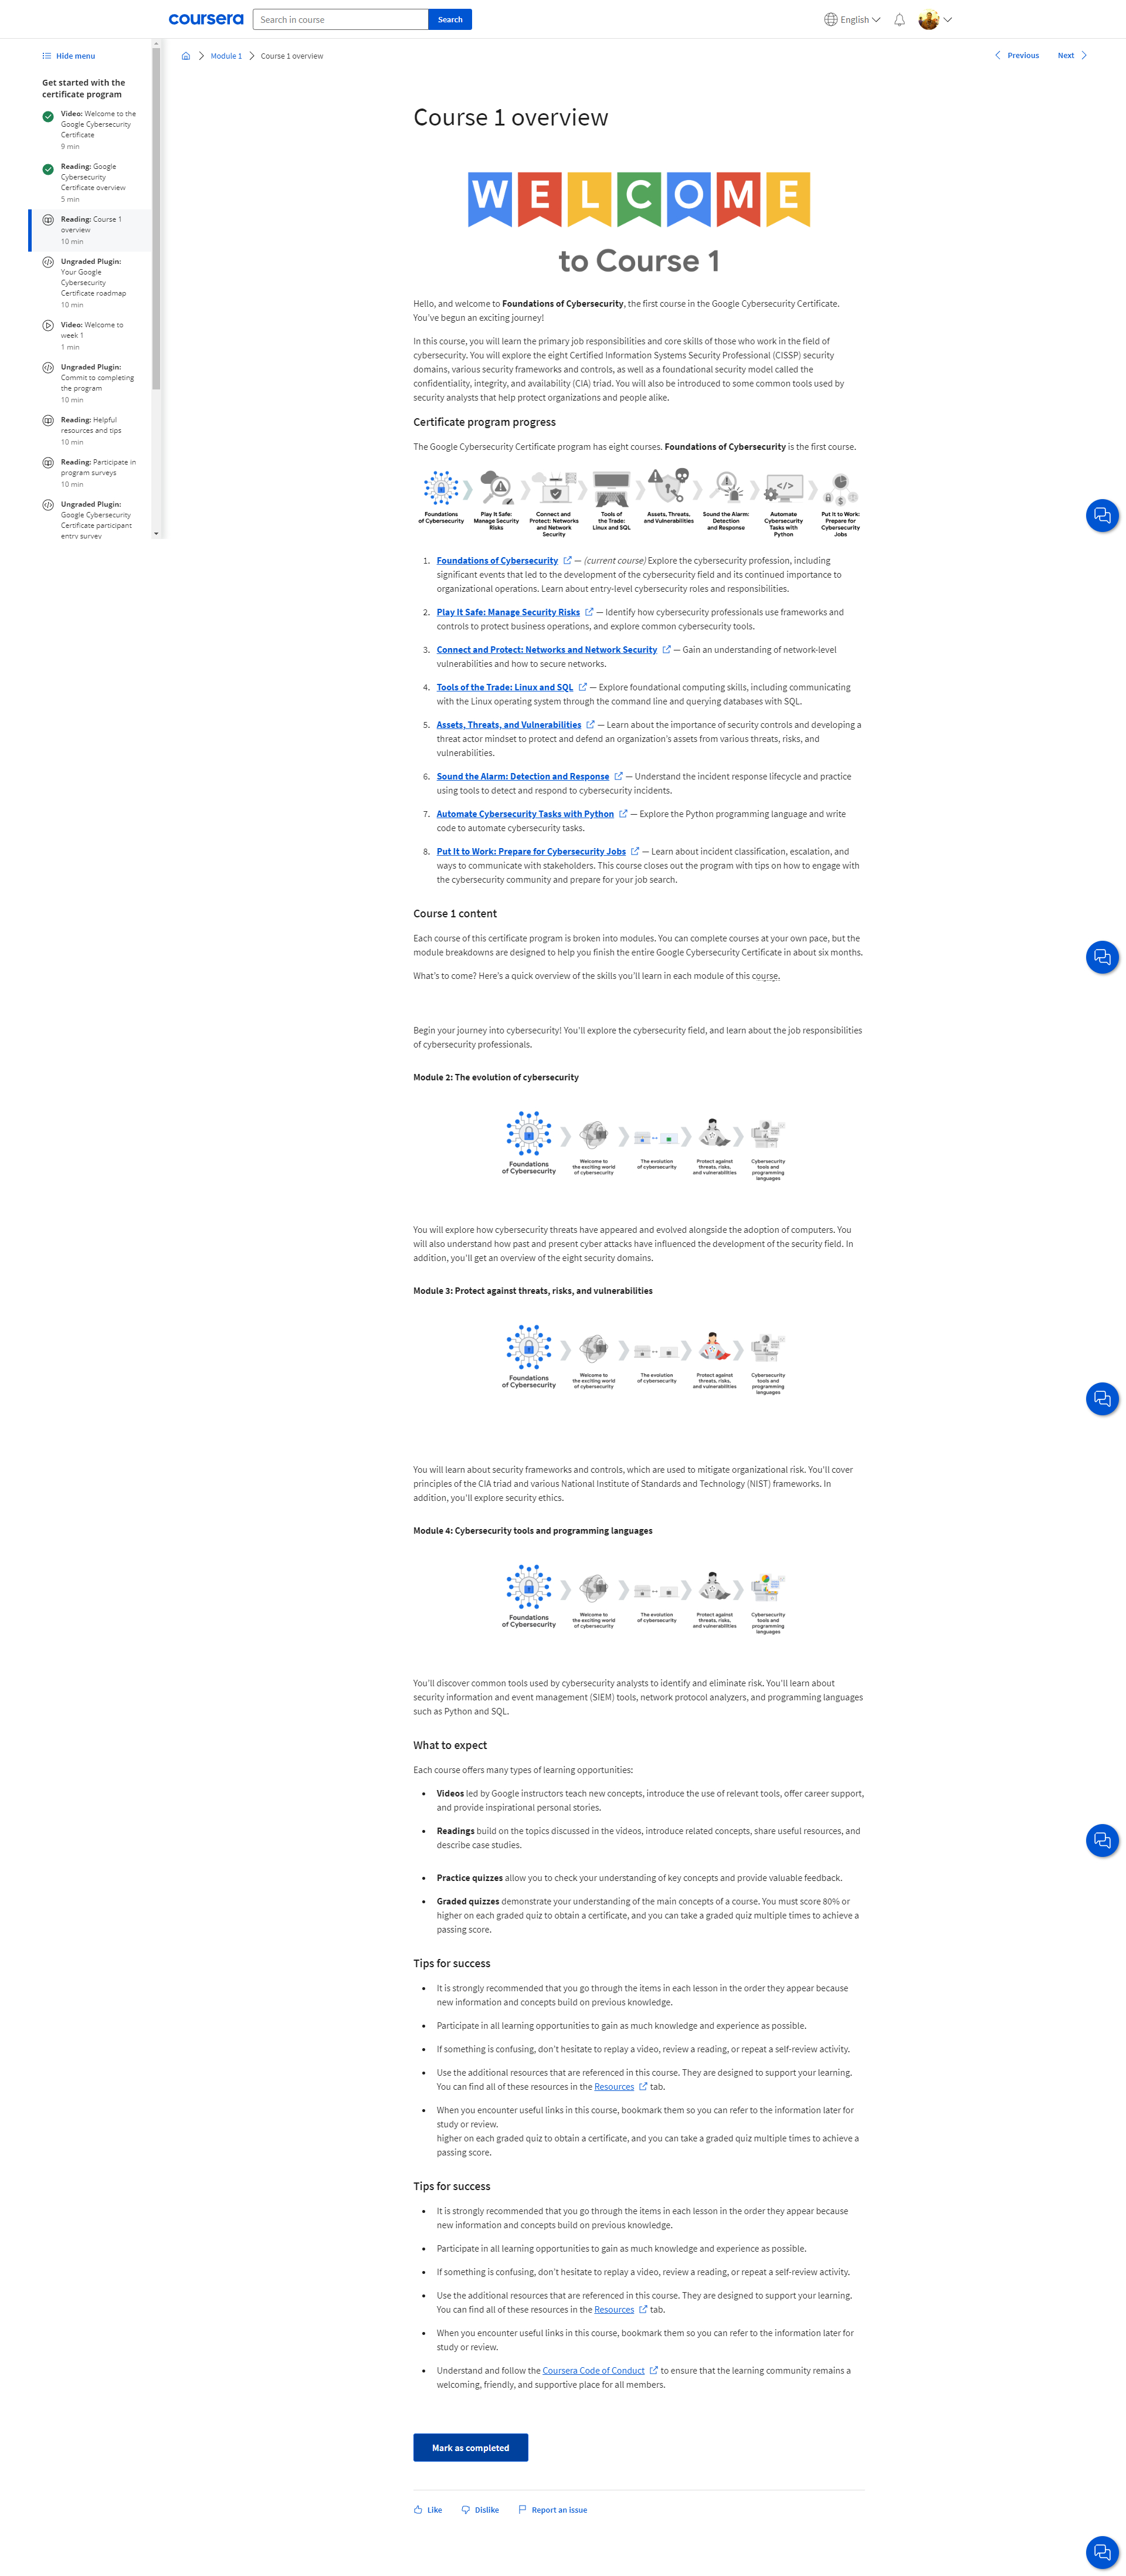 coursera
Search in course
Search
English
Hide menu
Module 1
Course 1 overview
Previous
Next
Get started with the
certificate program
Video: Welcome to the
Google Cybersecurity
Certificate
9 min
Reading: Google
Cybersecurity
Certificate overview
5 min
Reading: Course 1
overview
10 min
Ungraded Plugin:
Your Google
Cybersecurity
Certificate roadmap
10 min
Video: Welcome to
week 1
1 min
Ungraded Plugin:
Commit to completing
the program
10 min
Reading: Helpful
resources and tips
10 min
Reading: Participate in
program surveys
10 min
Ungraded Plugin:
Google Cybersecurity
Certificate participant
entry survey
Course 1 overview
WELCOME
to Course 1
Hello, and welcome to Foundations of Cybersecurity, the first course in the Google Cybersecurity Certificate.
You've begun an exciting journey!
In this course, you will learn the primary job responsibilities and core skills of those who work in the field of
cybersecurity. You will explore the eight Certified Information Systems Security Professional (CISSP) security
domains, various security frameworks and controls, as well as a foundational security model called the
confidentiality, integrity, and availability (CIA) triad. You will also be introduced to some common tools used by
security analysts that help protect organizations and people alike.
Certificate program progress
The Google Cybersecurity Certificate program has eight courses. Foundations of Cybersecurity is the first course.
Foundations
of Cybersecurity
Play It Safe:
Manage Security
Risks
Connect and
Protect: Networks
and Network
Security
Tools of
the Trade:
Linux and SQL
Assets, Threats,
and Vulnerabilities
Sound the Alarm:
Detection
and Response
Automate
Cybersecurity
Tasks with
Python
Put It to Work:
Prepare for
Cybersecurity
Jobs
1. Foundations of Cybersecurity — (current course) Explore the cybersecurity profession, including
significant events that led to the development of the cybersecurity field and its continued importance to
organizational operations. Learn about entry-level cybersecurity roles and responsibilities.
2. Play It Safe: Manage Security Risks — Identify how cybersecurity professionals use frameworks and
controls to protect business operations, and explore common cybersecurity tools.
3. Connect and Protect: Networks and Network Security — Gain an understanding of network-level
vulnerabilities and how to secure networks.
4. Tools of the Trade: Linux and SQL — Explore foundational computing skills, including communicating
with the Linux operating system through the command line and querying databases with SQL.
5. Assets, Threats, and Vulnerabilities — Learn about the importance of security controls and developing a
threat actor mindset to protect and defend an organization's assets from various threats, risks, and
vulnerabilities.
6. Sound the Alarm: Detection and Response — Understand the incident response lifecycle and practice
using tools to detect and respond to cybersecurity incidents.
7. Automate Cybersecurity Tasks with Python — Explore the Python programming language and write
code to automate cybersecurity tasks.
8. Put It to Work: Prepare for Cybersecurity Jobs — Learn about incident classification, escalation, and
ways to communicate with stakeholders. This course closes out the program with tips on how to engage with
the cybersecurity community and prepare for your job search.
Course 1 content
Each course of this certificate program is broken into modules. You can complete courses at your own pace, but the
module breakdowns are designed to help you finish the entire Google Cybersecurity Certificate in about six months.
What's to come? Here's a quick overview of the skills you'll learn in each module of this course.
Begin your journey into cybersecurity! You'll explore the cybersecurity field, and learn about the job responsibilities
of cybersecurity professionals.
Module 2: The evolution of cybersecurity
Foundations
of Cybersecurity
Welcome to
the exciting world
of cybersecurity
The evolution
of cybersecurity
Protect against
threats, risks,
and vulnerabilities
Cybersecurity
tools and
programming
languages
You will explore how cybersecurity threats have appeared and evolved alongside the adoption of computers. You
will also understand how past and present cyber attacks have influenced the development of the security field. In
addition, you'll get an overview of the eight security domains.
Module 3: Protect against threats, risks, and vulnerabilities
Foundations
of Cybersecurity
Welcome to
the exciting world
of cybersecurity
The evolution
of cybersecurity
Protect against
threats, risks,
and vulnerabilities
Cybersecurity
tools and
programming
languages
You will learn about security frameworks and controls, which are used to mitigate organizational risk. You'll cover
principles of the CIA triad and various National Institute of Standards and Technology (NIST) frameworks. In
addition, you'll explore security ethics.
Module 4: Cybersecurity tools and programming languages
Foundations
of Cybersecurity
Welcome to
the exciting world
of cybersecurity
The evolution
of cybersecurity
Protect against
threats, risks,
and vulnerabilities
Cybersecurity
tools and
programming
languages
You'll discover common tools used by cybersecurity analysts to identify and eliminate risk. You'll learn about
security information and event management (SIEM) tools, network protocol analyzers, and programming languages
such as Python and SQL.
What to expect
Each course offers many types of learning opportunities:
• Videos led by Google instructors teach new concepts, introduce the use of relevant tools, offer career support,
and provide inspirational personal stories.
• Readings build on the topics discussed in the videos, introduce related concepts, share useful resources, and
describe case studies.
• Practice quizzes allow you to check your understanding of key concepts and provide valuable feedback.
• Graded quizzes demonstrate your understanding of the main concepts of a course. You must score 80% or
higher on each graded quiz to obtain a certificate, and you can take a graded quiz multiple times to achieve a
passing score.
Tips for success
• It is strongly recommended that you go through the items in each lesson in the order they appear because
new information and concepts build on previous knowledge.
• Participate in all learning opportunities to gain as much knowledge and experience as possible.
• If something is confusing, don't hesitate to replay a video, review a reading, or repeat a self-review activity.
• Use the additional resources that are referenced in this course. They are designed to support your learning.
You can find all of these resources in the Resources tab.
• When you encounter useful links in this course, bookmark them so you can refer to the information later for
study or review.
higher on each graded quiz to obtain a certificate, and you can take a graded quiz multiple times to achieve a
passing score.
Tips for success
• It is strongly recommended that you go through the items in each lesson in the order they appear because
new information and concepts build on previous knowledge.
• Participate in all learning opportunities to gain as much knowledge and experience as possible.
• If something is confusing, don't hesitate to replay a video, review a reading, or repeat a self-review activity.
• Use the additional resources that are referenced in this course. They are designed to support your learning.
You can find all of these resources in the Resources tab.
• When you encounter useful links in this course, bookmark them so you can refer to the information later for
study or review.
• Understand and follow the Coursera Code of Conduct to ensure that the learning community remains a
welcoming, friendly, and supportive place for all members.
Mark as completed
Like
Dislike
Report an issue